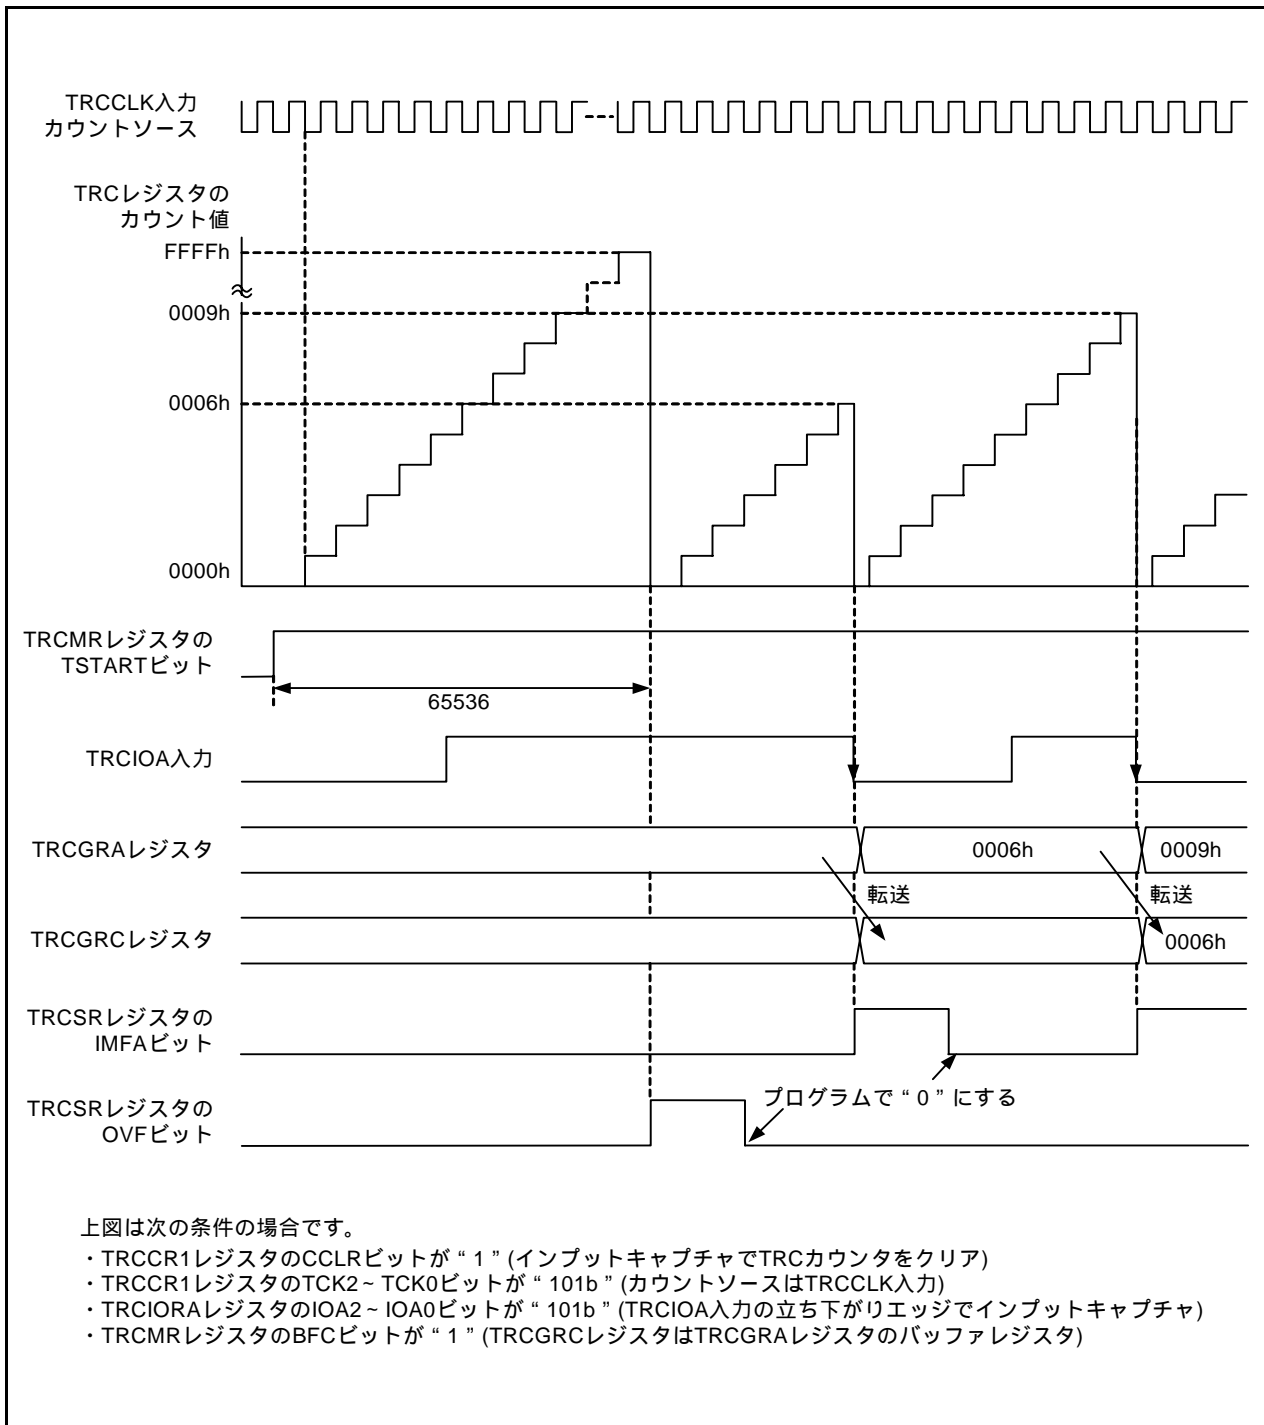 TRCCLK入力
カウントソース
TRCレジスタの
カウント値
FFFFh
0009h
0006h
0000h
TRCMRレジスタの
TSTARTビット
65536
TRCIOA入力
TRCGRAレジスタ
0006h
0009h
転送
転送
TRCGRCレジスタ
0006h
TRCSRレジスタの
IMFAビット
プログラムで“0”にする
TRCSRレジスタの
OVFビット
上図は次の条件の場合です。
・TRCCR1レジスタのCCLRビットが“1”(インプットキャプチャでTRCカウンタをクリア)
・TRCCR1レジスタのTCK2~TCK0ビットが“101b”(カウントソースはTRCCLK入力)
・TRCIORAレジスタのIOA2~IOA0ビットが“101b”(TRCIOA入力の立ち下がりエッジでインプットキャプチャ)
・TRCMRレジスタのBFCビットが“1”(TRCGRCレジスタはTRCGRAレジスタのバッファレジスタ)